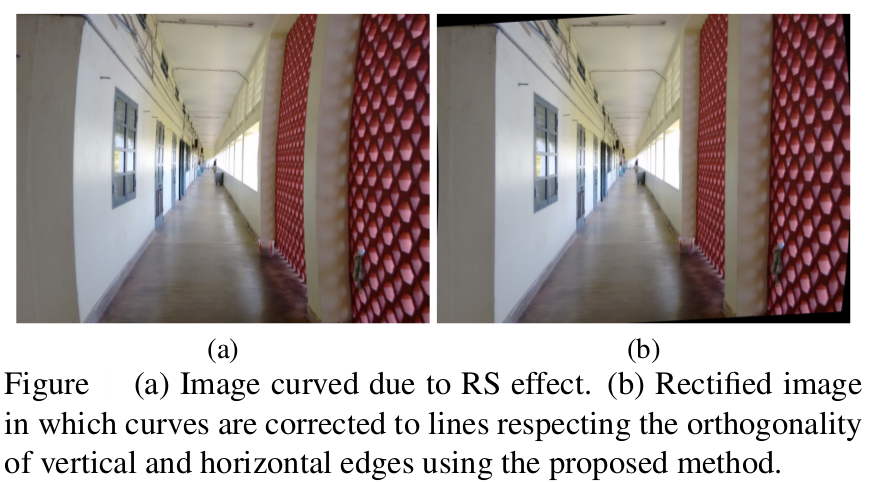 (a)
(b)
Figure (a) Image curved due to RS effect. (b) Rectified image
in which curves are corrected to lines respecting the orthogonality
of vertical and horizontal edges using the proposed method.